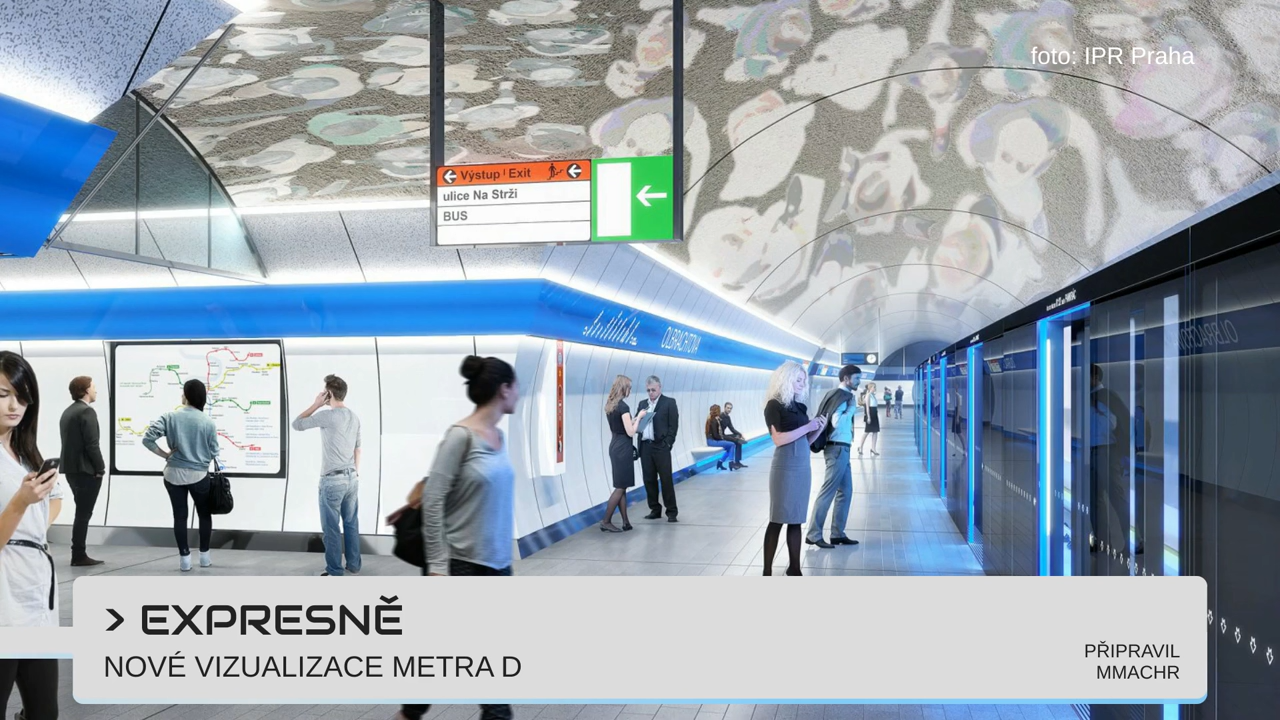 foto: IPR Praha
Výstup Exit
ulice Na Strži
BUS
OLBRACHTOVA
> EXPRESNĚ
NOVÉ VIZUALIZACE METRA D
PŘIPRAVIL
MMACHR